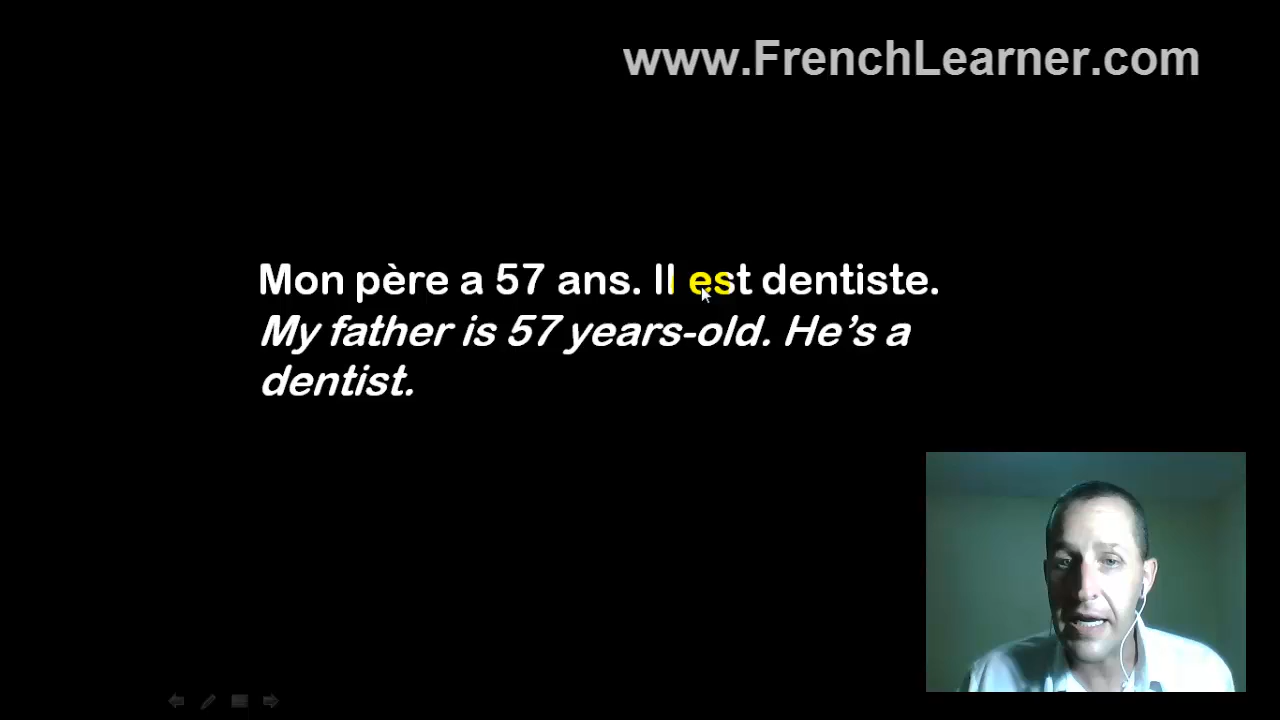 www.FrenchLearner.com
Mon père a 57 ans. Il est dentiste.
My father is 57 years-old. He’s a
dentist.